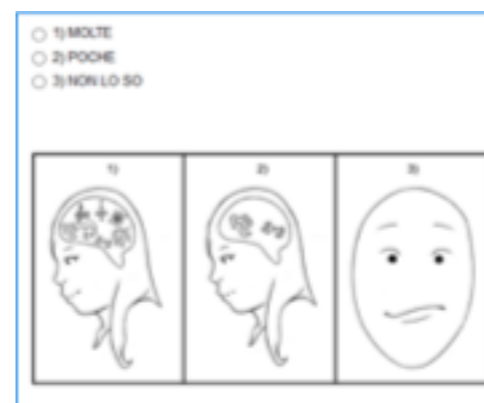 1) MOLTE
2) POCHE
3) NON LO SO
1) 2) 3)